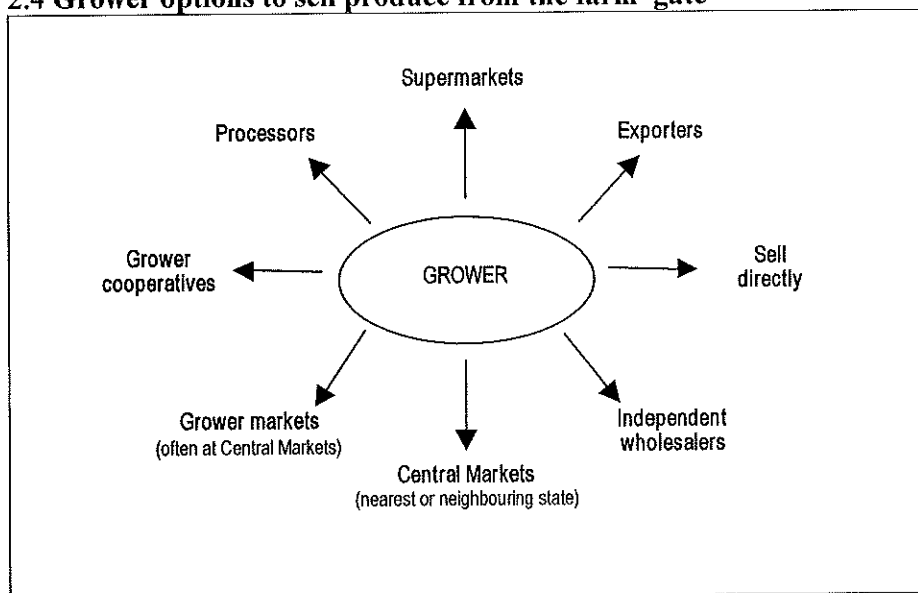 2.4 Grower options to sell produce from the farm gate
Supermarkets
Processors
Exporters
Grower
cooperatives
GROWER
Sell
directly
Grower markets
(often at Central Markets)
Independent
wholesalers
Central Markets
(nearest or neighbouring state)